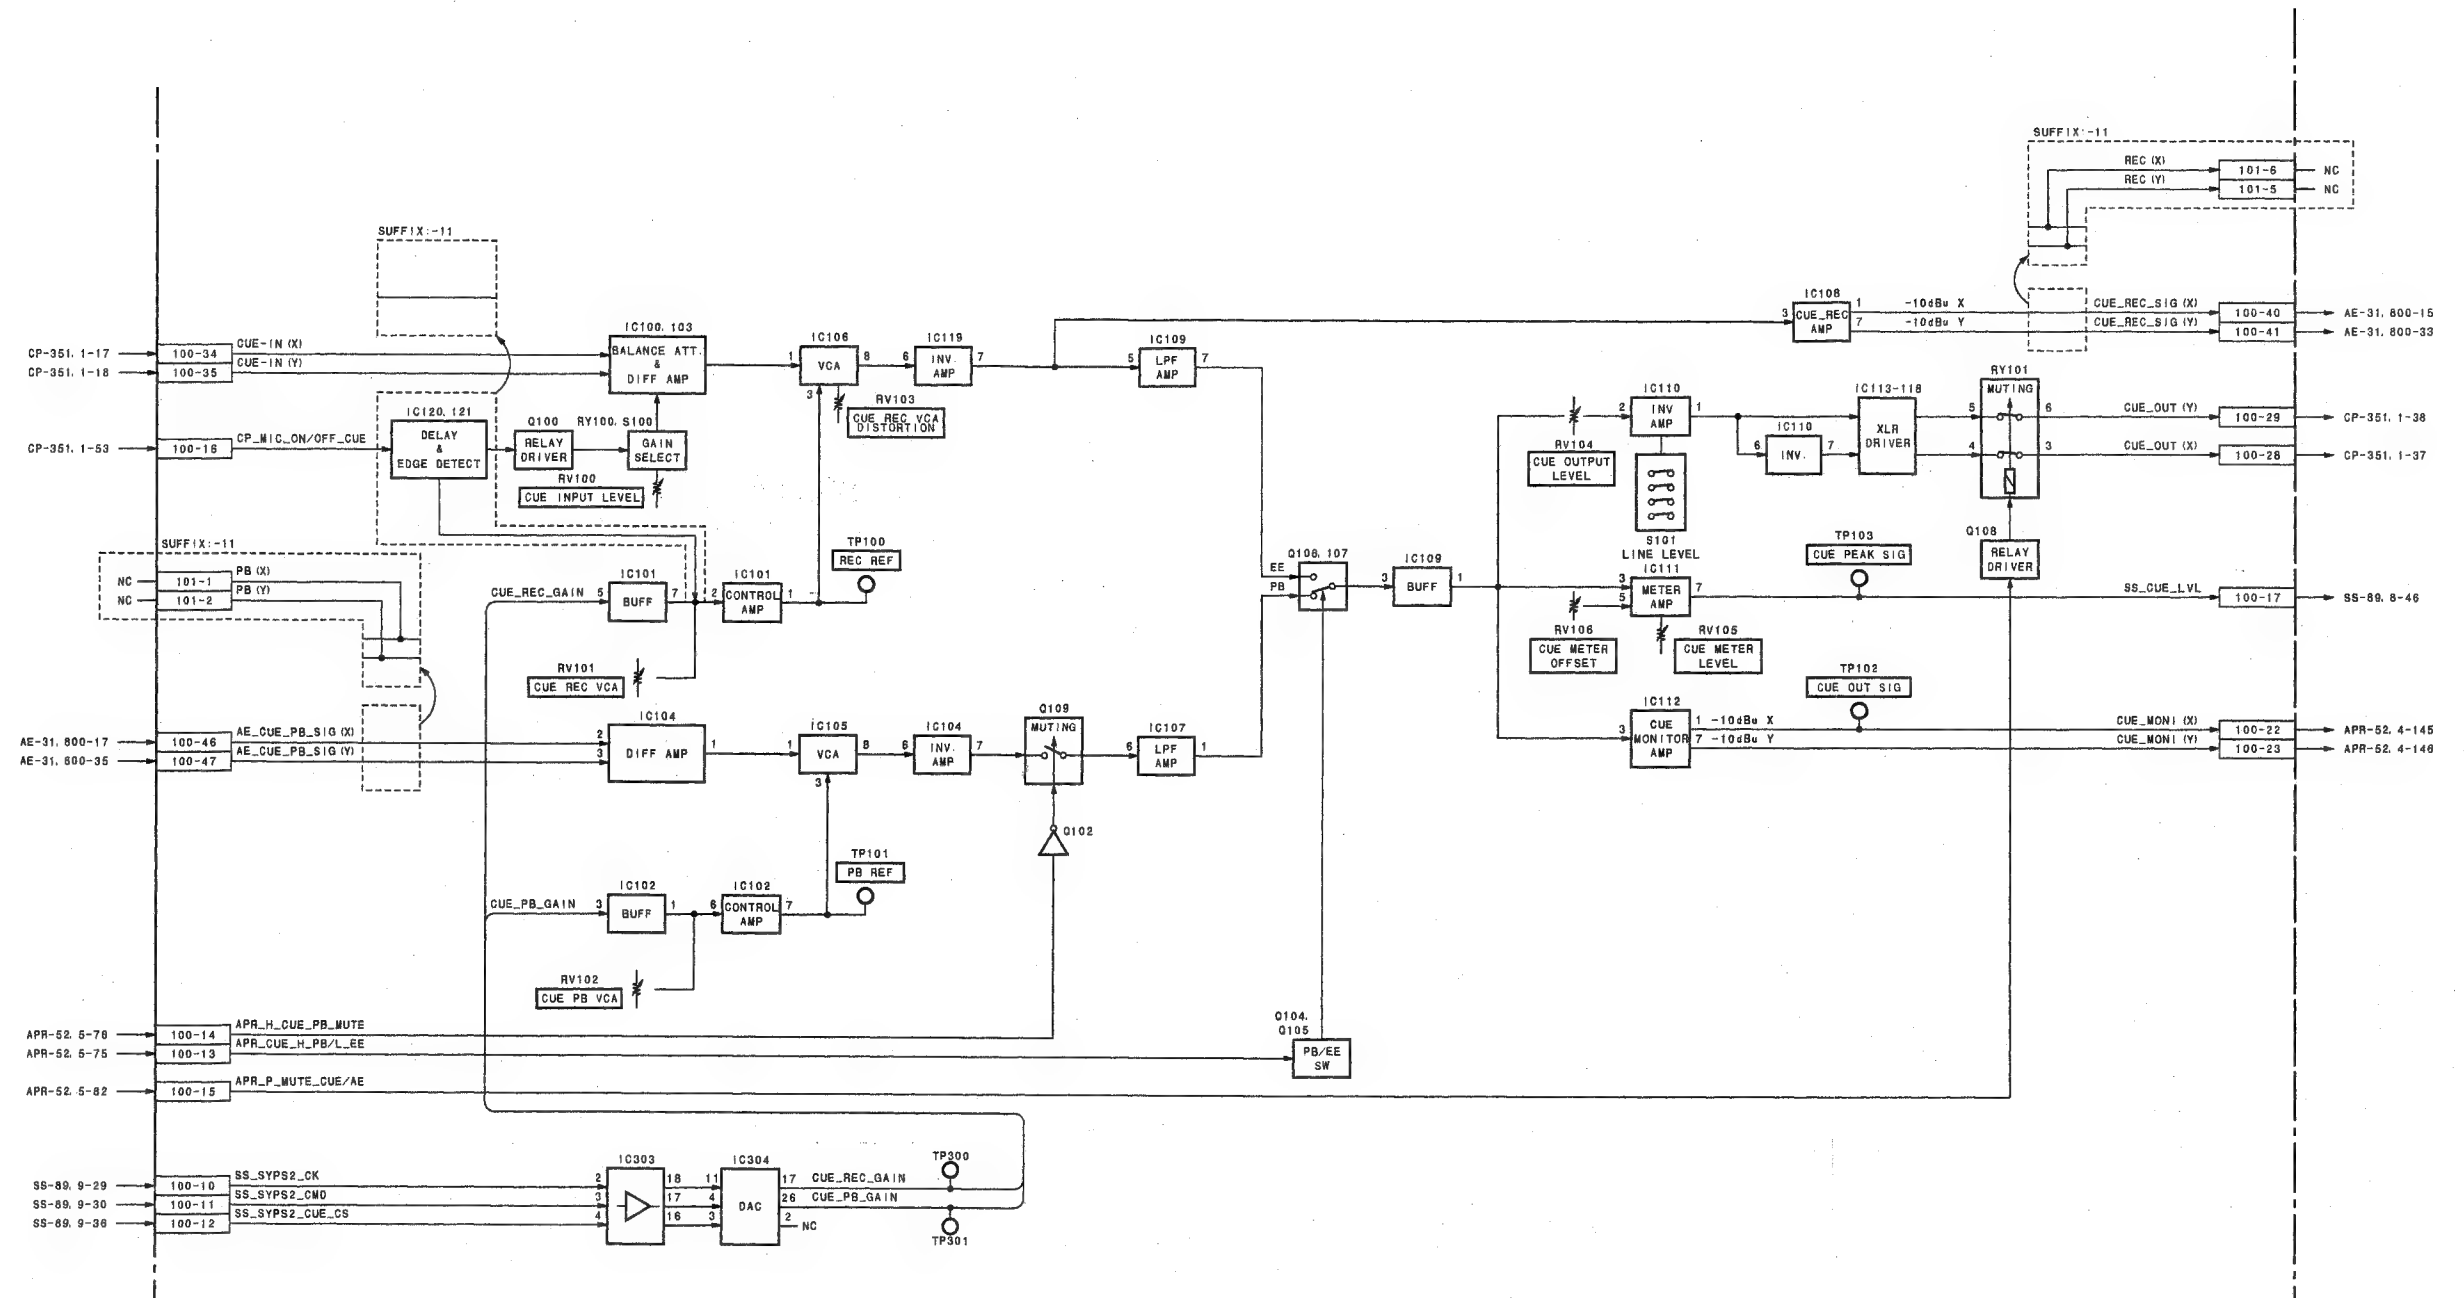 SUFFIX:-11
REC (X)
101-6
NC
REC (Y)
101-5
NC
SUFFIX:-11
IC108
3
CUE_REC
AMP
1
-10dBu X
7
-10dBu Y
CUE_REC_SIG (X)
100-40
AE-31, 800-15
CUE_REC_SIG (Y)
100-41
AE-31, 800-33
CP-351, 1-17
100-34
CUE-IN (X)
CP-351, 1-18
100-35
CUE-IN (Y)
IC100, 103
BALANCE ATT.
&
DIFF AMP
1
IC106
VCA
8
3
RV103
CUE REC VCA
DISTORTION
6
IC119
INV.
AMP
7
5
IC109
LPF
AMP
7
CP-351, 1-53
100-16
CP_MIC_ON/OFF_CUE
IC120, 121
DELAY
&
EDGE DETECT
Q100
RELAY
DRIVER
RY100, S100
GAIN
SELECT
RV100
CUE INPUT LEVEL
RV104
CUE OUTPUT
LEVEL
2
IC110
INV
AMP
1
S101
LINE LEVEL
6
IC110
INV.
7
IC113-118
XLR
DRIVER
RY101
MUTING
5
6
4
3
CUE_OUT (Y)
100-29
CP-351, 1-38
CUE_OUT (X)
100-28
CP-351, 1-37
SUFFIX:-11
NC
101-1
PB (X)
NC
101-2
PB (Y)
CUE_REC_GAIN
5
IC101
BUFF
7
2
IC101
CONTROL
AMP
1
TP100
REC REF
RV101
CUE REC VCA
Q106, 107
EE
PB
3
IC109
BUFF
1
IC111
3
5
METER
AMP
7
RV106
CUE METER
OFFSET
RV105
CUE METER
LEVEL
TP103
CUE PEAK SIG
Q108
RELAY
DRIVER
SS_CUE_LVL
100-17
SS-89, 8-46
TP102
CUE OUT SIG
IC112
3
CUE
MONITOR
AMP
1
-10dBu X
7
-10dBu Y
CUE_MONI (X)
100-22
APR-52, 4-145
CUE_MONI (Y)
100-23
APR-52, 4-146
AE-31, 800-17
100-46
AE_CUE_PB_SIG (X)
AE-31, 800-35
100-47
AE_CUE_PB_SIG (Y)
IC104
2
3
DIFF AMP
1
1
IC105
VCA
8
3
6
IC104
INV.
AMP
7
Q109
MUTING
6
IC107
LPF
AMP
1
Q102
CUE_PB_GAIN
3
IC102
BUFF
1
6
IC102
CONTROL
AMP
7
TP101
PB REF
RV102
CUE PB VCA
APR-52, 5-76
100-14
APR_H_CUE_PB_MUTE
APR-52, 5-75
100-13
APR_CUE_H_PB/L_EE
Q104,
Q105
PB/EE
SW
APR-52, 5-82
100-15
APR_P_MUTE_CUE/AE
SS-89, 9-29
100-10
SS_SYPS2_CK
SS-89, 9-30
100-11
SS_SYPS2_CMD
SS-89, 9-36
100-12
SS_SYPS2_CUE_CS
IC303
2
3
4
18
17
16
11
4
3
IC304
DAC
17
CUE_REC_GAIN
26
CUE_PB_GAIN
2
NC
TP300
TP301